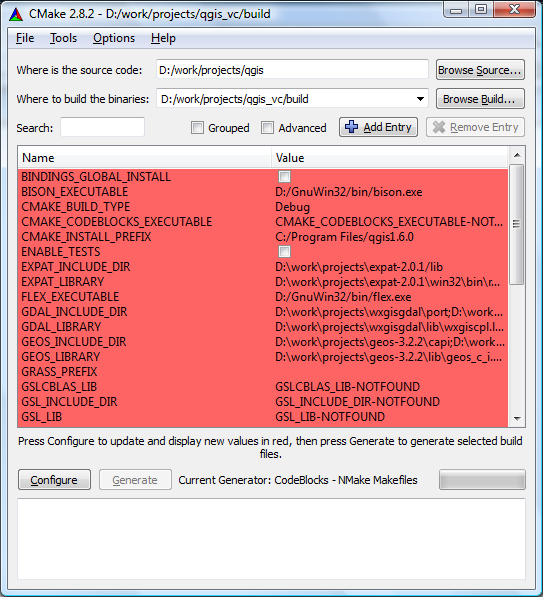 CMake 2.8.2 - D:/work/projects/qgis_vc/build
File Tools Options Help
Where is the source code: D:/work/projects/qgis Browse Source...
Where to build the binaries: D:/work/projects/qgis_vc/build Browse Build...
Search: Grouped Advanced Add Entry Remove Entry
Name Value
BINDINGS_GLOBAL_INSTALL
BISON_EXECUTABLE D:/GnuWin32/bin/bison.exe
CMAKE_BUILD_TYPE Debug
CMAKE_CODEBLOCKS_EXECUTABLE CMAKE_CODEBLOCKS_EXECUTABLE-NOT...
CMAKE_INSTALL_PREFIX C:/Program Files/qgis1.6.0
ENABLE_TESTS
EXPAT_INCLUDE_DIR D:\work\projects\expat-2.0.1/lib
EXPAT_LIBRARY D:\work\projects\expat-2.0.1\win32\bin\r...
FLEX_EXECUTABLE D:/GnuWin32/bin/flex.exe
GDAL_INCLUDE_DIR D:\work\projects\wxgisgdal\port;D:\work...
GDAL_LIBRARY D:\work\projects\wxgisgdal\lib\wxgiscpl.l...
GEOS_INCLUDE_DIR D:\work\projects\geos-3.2.2\capi;D:\work...
GEOS_LIBRARY D:\work\projects\geos-3.2.2\lib\geos_c_i...
GRASS_PREFIX
GSLCBLAS_LIB GSLCBLAS_LIB-NOTFOUND
GSL_INCLUDE_DIR GSL_INCLUDE_DIR-NOTFOUND
GSL_LIB GSL_LIB-NOTFOUND
Press Configure to update and display new values in red, then press Generate to generate selected build
files.
Configure Generate Current Generator: CodeBlocks - NMake Makefiles